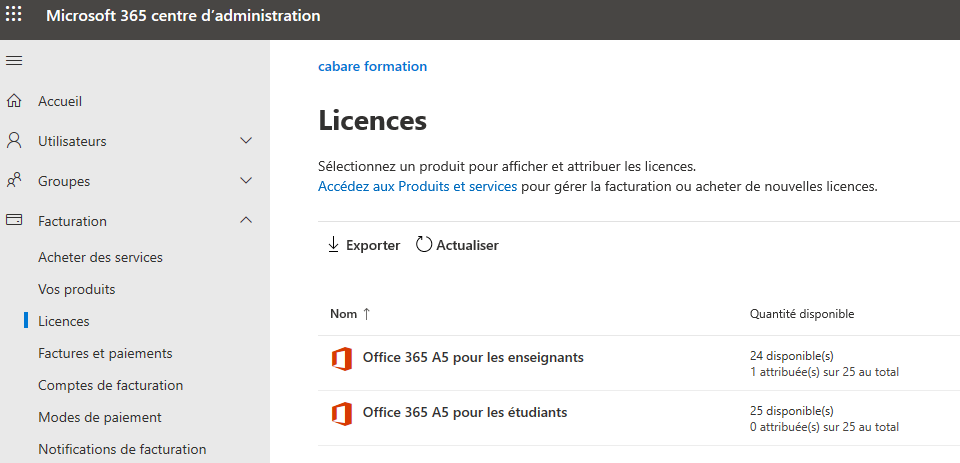 Microsoft 365 centre d’administration
Accueil
Utilisateurs
Groupes
Facturation
Acheter des services
Vos produits
Licences
Factures et paiements
Comptes de facturation
Modes de paiement
Notifications de facturation
cabare formation
Licences
Sélectionnez un produit pour afficher et attribuer les licences.
Accédez aux Produits et services pour gérer la facturation ou acheter de nouvelles licences.
Exporter Actualiser
Nom ↑ Quantité disponible
Office 365 A5 pour les enseignants 24 disponible(s)
1 attribuée(s) sur 25 au total
Office 365 A5 pour les étudiants 25 disponible(s)
0 attribuée(s) sur 25 au total